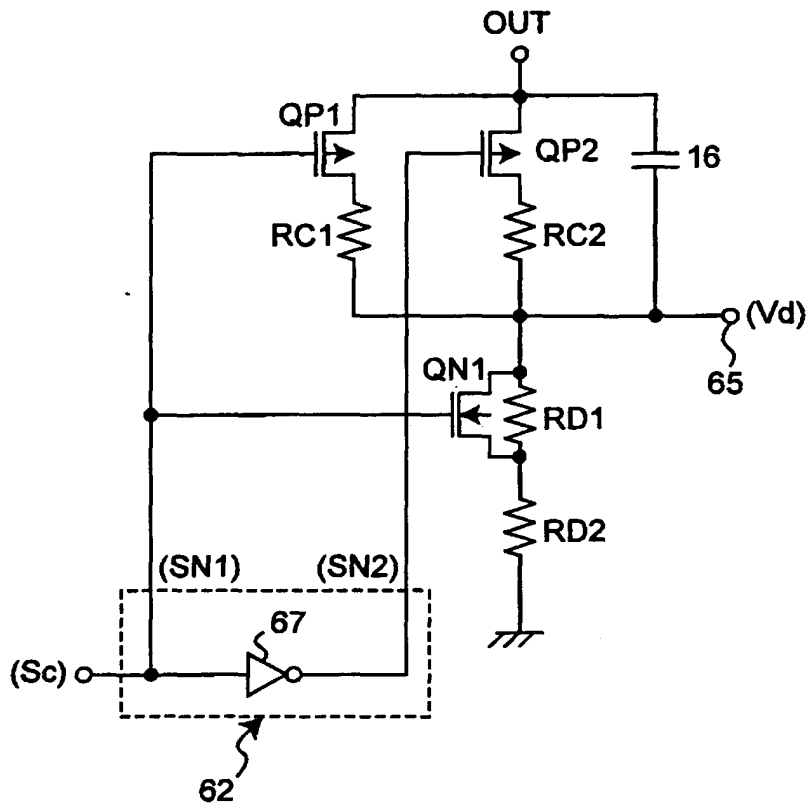 OUT
QP1
QP2
16
RC1
RC2
(Vd)
65
QN1
RD1
RD2
(SN1)
(SN2)
67
(Sc)
62